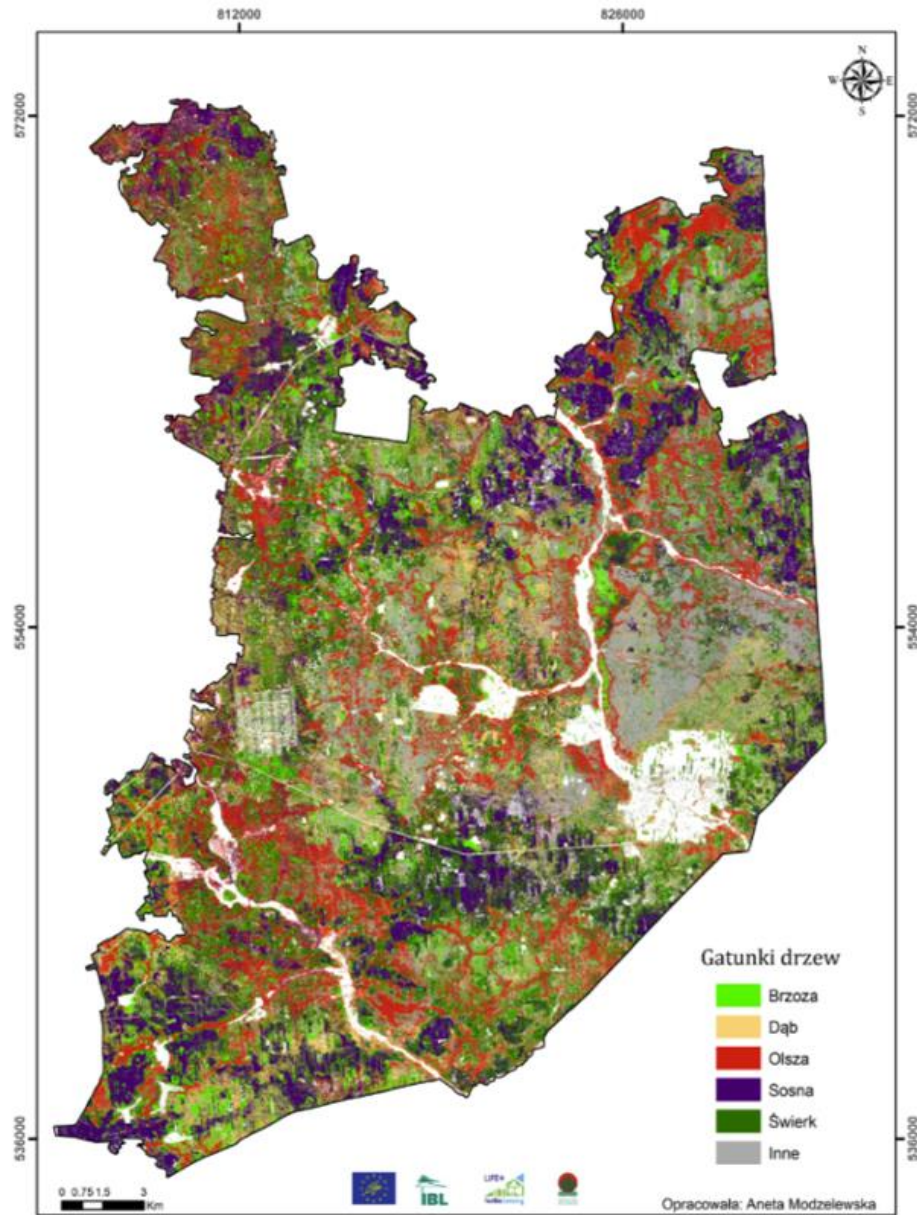 812000 826000
N
W E
S
572000 572000
554000 554000
Gatunki drzew
Brzoza
Dąb
Olsza
Sosna
Świerk
Inne
536000 536000
0 0.75 1.5 3
Km
IBL
LIFE+
Opracowała: Aneta Modzelewska